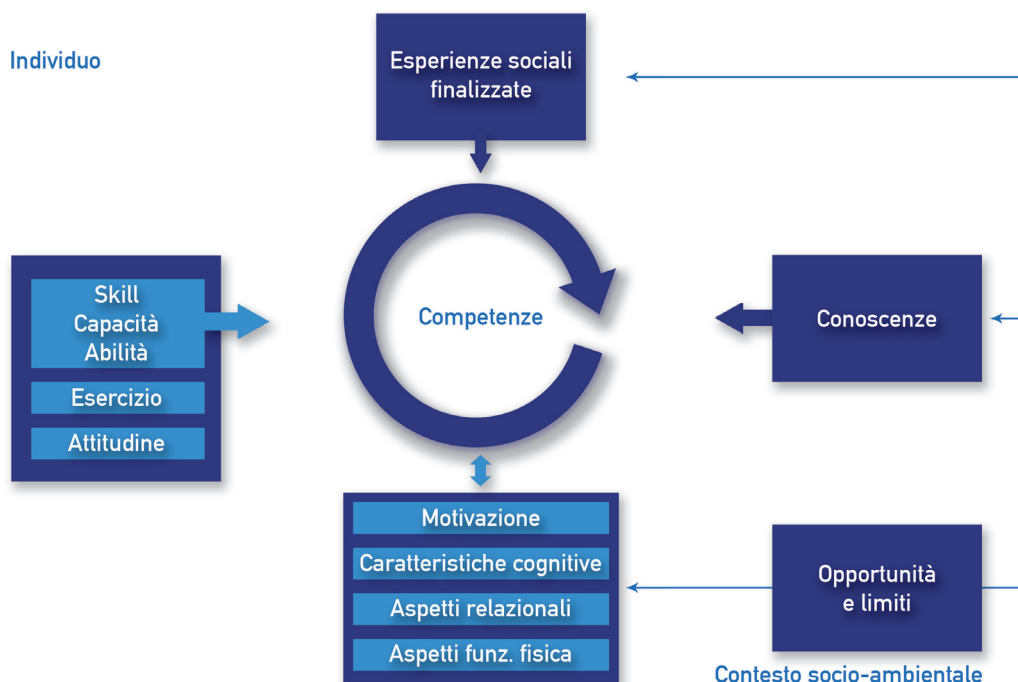 Individuo
Esperienze sociali
finalizzate
Skill
Capacità
Abilità
Esercizio
Attitudine
Competenze
Conoscenze
Motivazione
Caratteristiche cognitive
Aspetti relazionali
Aspetti funz. fisica
Opportunità
e limiti
Contesto socio-ambientale